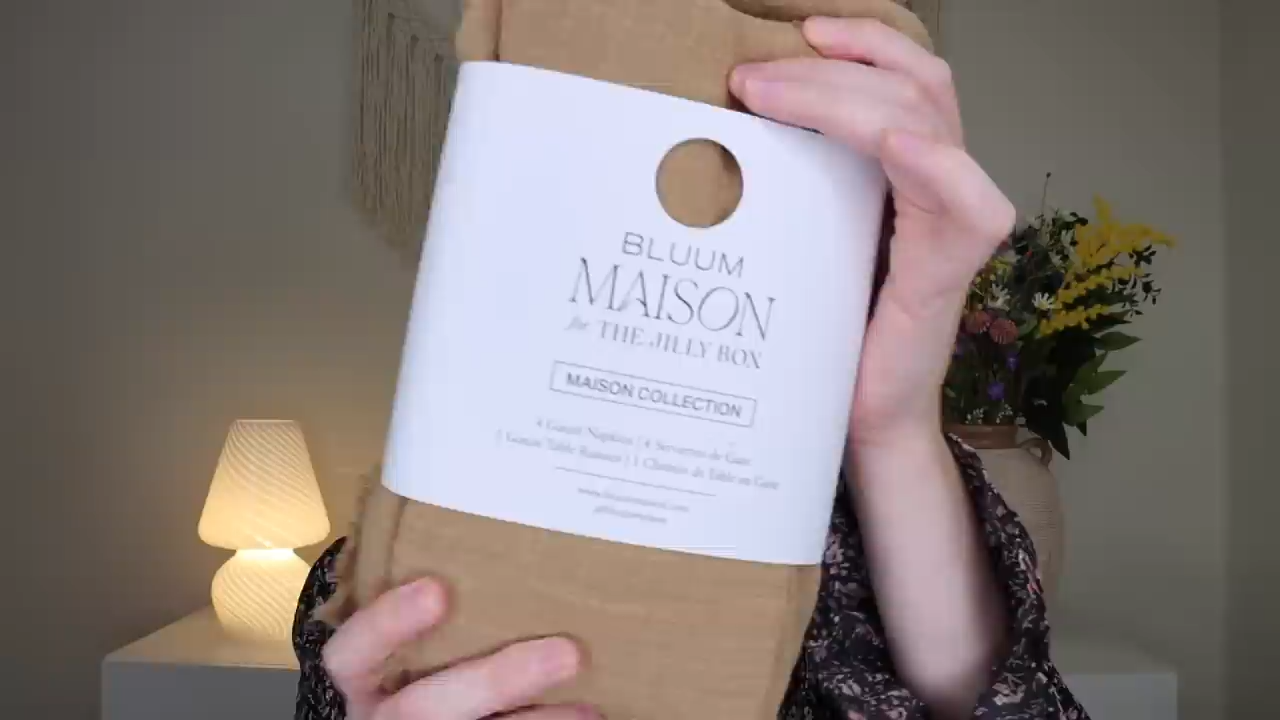 BLUUM
MAISON
for THE JILLY BOX
MAISON COLLECTION
4 Gauze Napkins | 4 Serviettes de Gaze
1 Gauze Table Runner | 1 Chemin de Table en Gaze